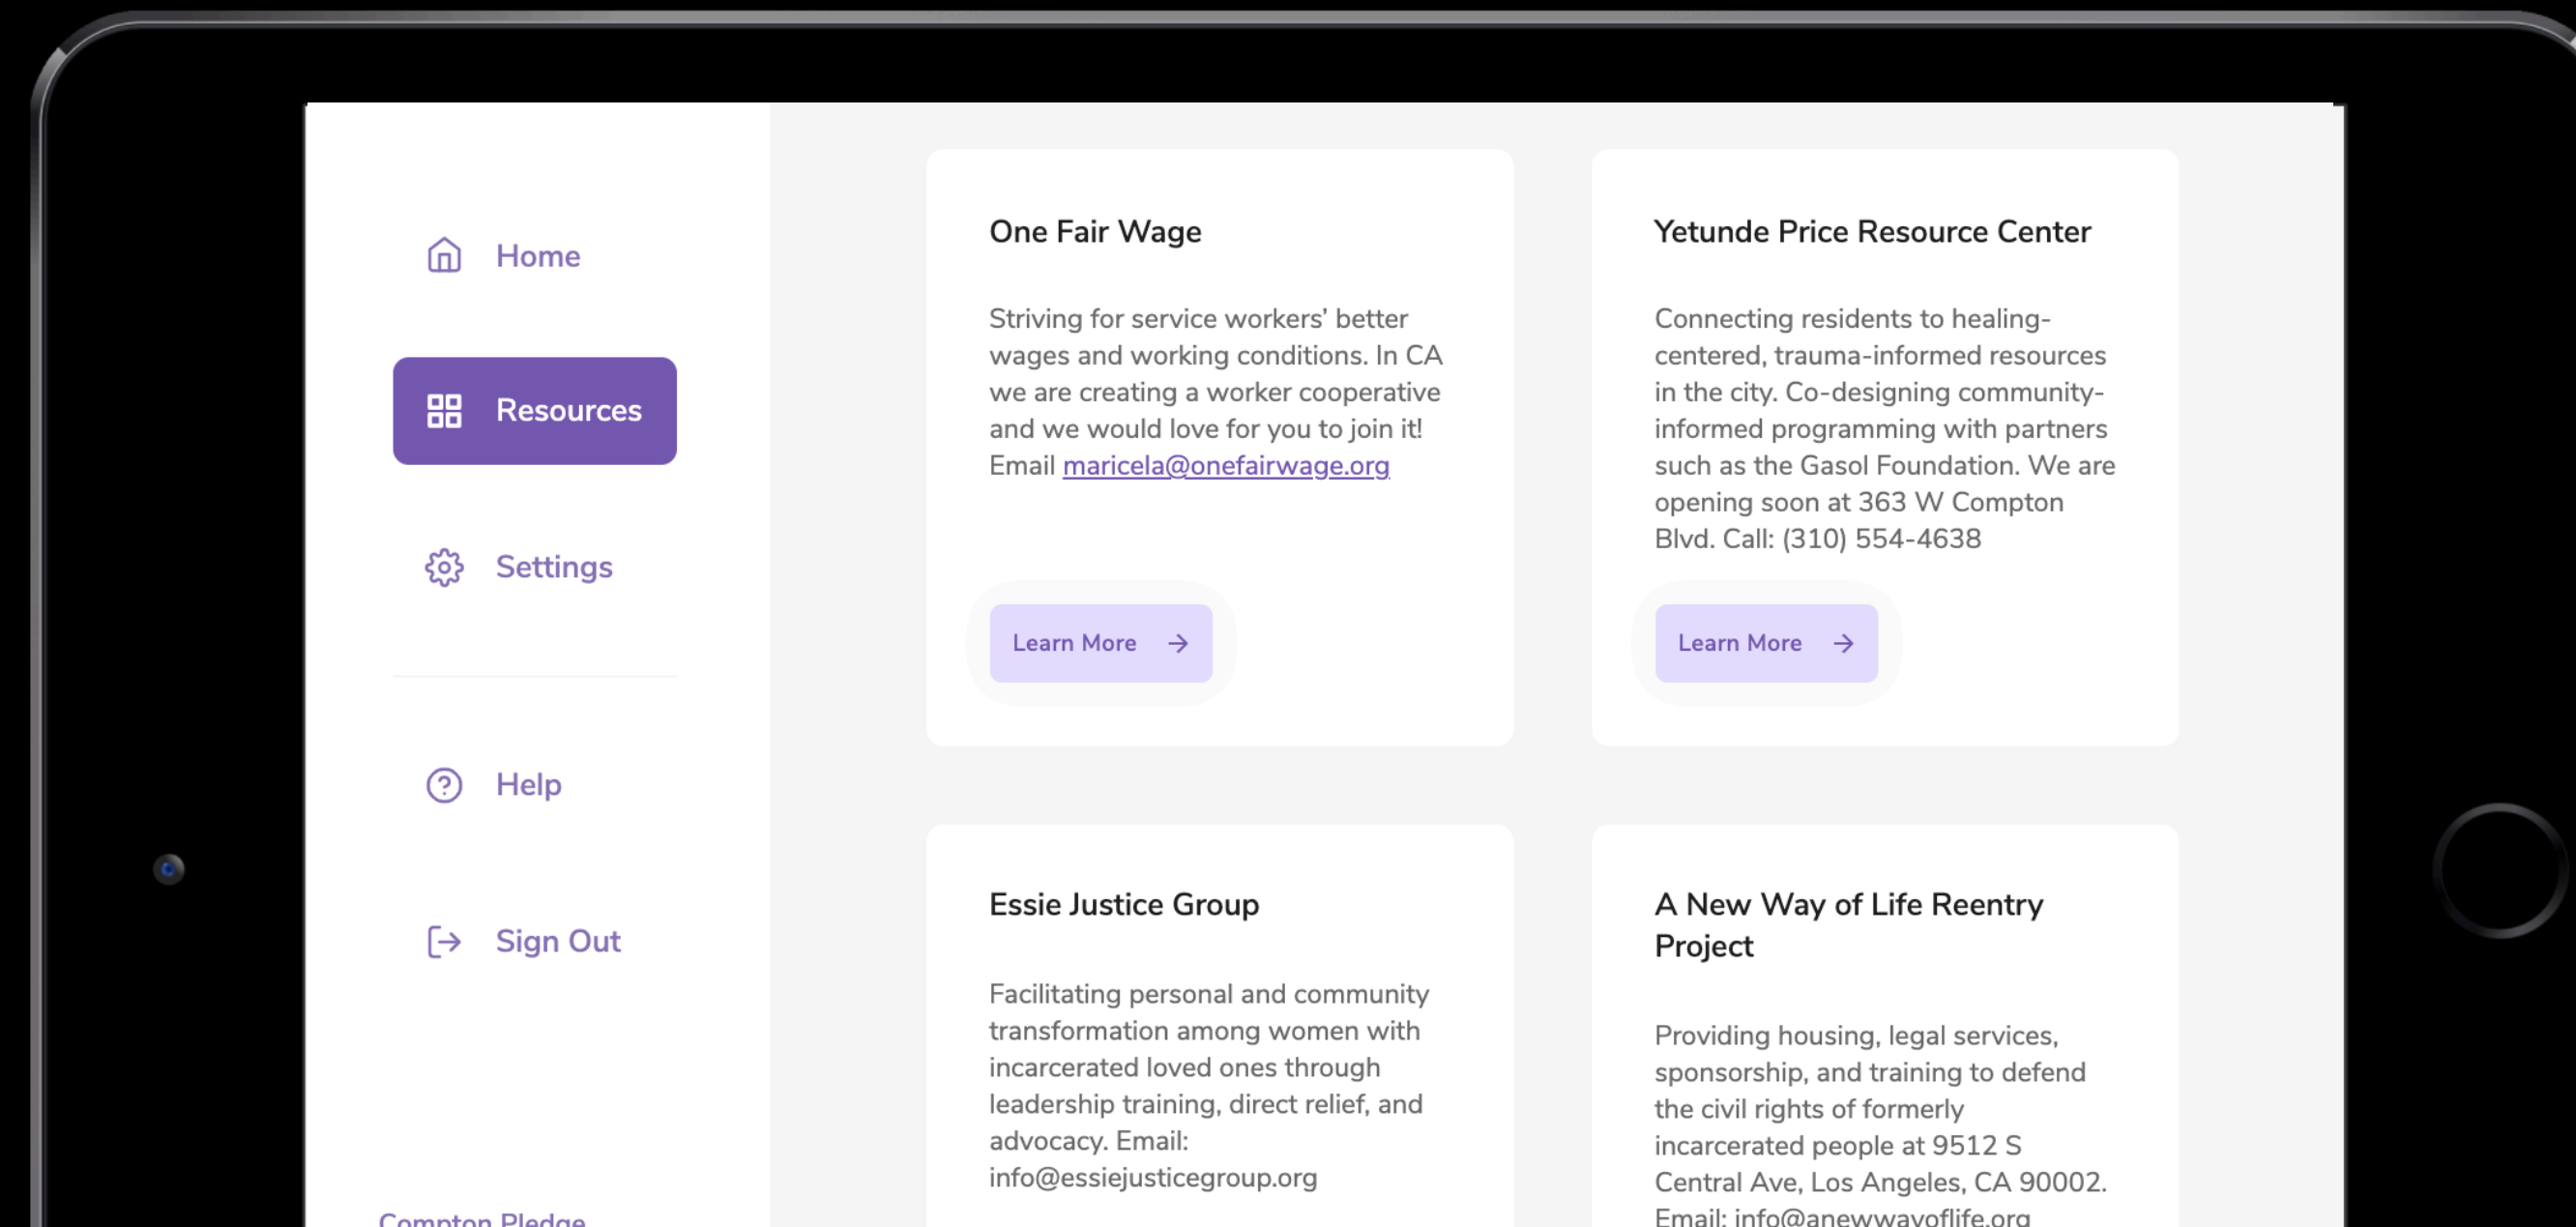 Home
Resources
Settings
Help
Sign Out
Compton Pledge
One Fair Wage
Striving for service workers’ better
wages and working conditions. In CA
we are creating a worker cooperative
and we would love for you to join it!
Email maricela@onefairwage.org
Learn More
Yetunde Price Resource Center
Connecting residents to healing-
centered, trauma-informed resources
in the city. Co-designing community-
informed programming with partners
such as the Gasol Foundation. We are
opening soon at 363 W Compton
Blvd. Call: (310) 554-4638
Learn More
Essie Justice Group
Facilitating personal and community
transformation among women with
incarcerated loved ones through
leadership training, direct relief, and
advocacy. Email:
info@essiejusticegroup.org
A New Way of Life Reentry
Project
Providing housing, legal services,
sponsorship, and training to defend
the civil rights of formerly
incarcerated people at 9512 S
Central Ave, Los Angeles, CA 90002.
Email: info@anewwayoflife.org